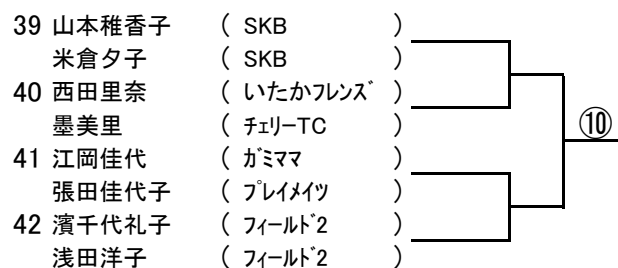 39 山本稚香子 ( SKB )
米倉夕子 ( SKB )
40 西田里奈 ( いたかﾌﾚﾝｽﾞ )
墨美里 ( ﾁｪﾘｰTC )
⑩
41 江岡佳代 ( ｶﾞﾐﾏﾏ )
張田佳代子 ( ﾌﾟﾚｲﾒｲﾂ )
42 濱千代礼子 ( ﾌｨｰﾙﾄﾞ2 )
浅田洋子 ( ﾌｨｰﾙﾄﾞ2 )